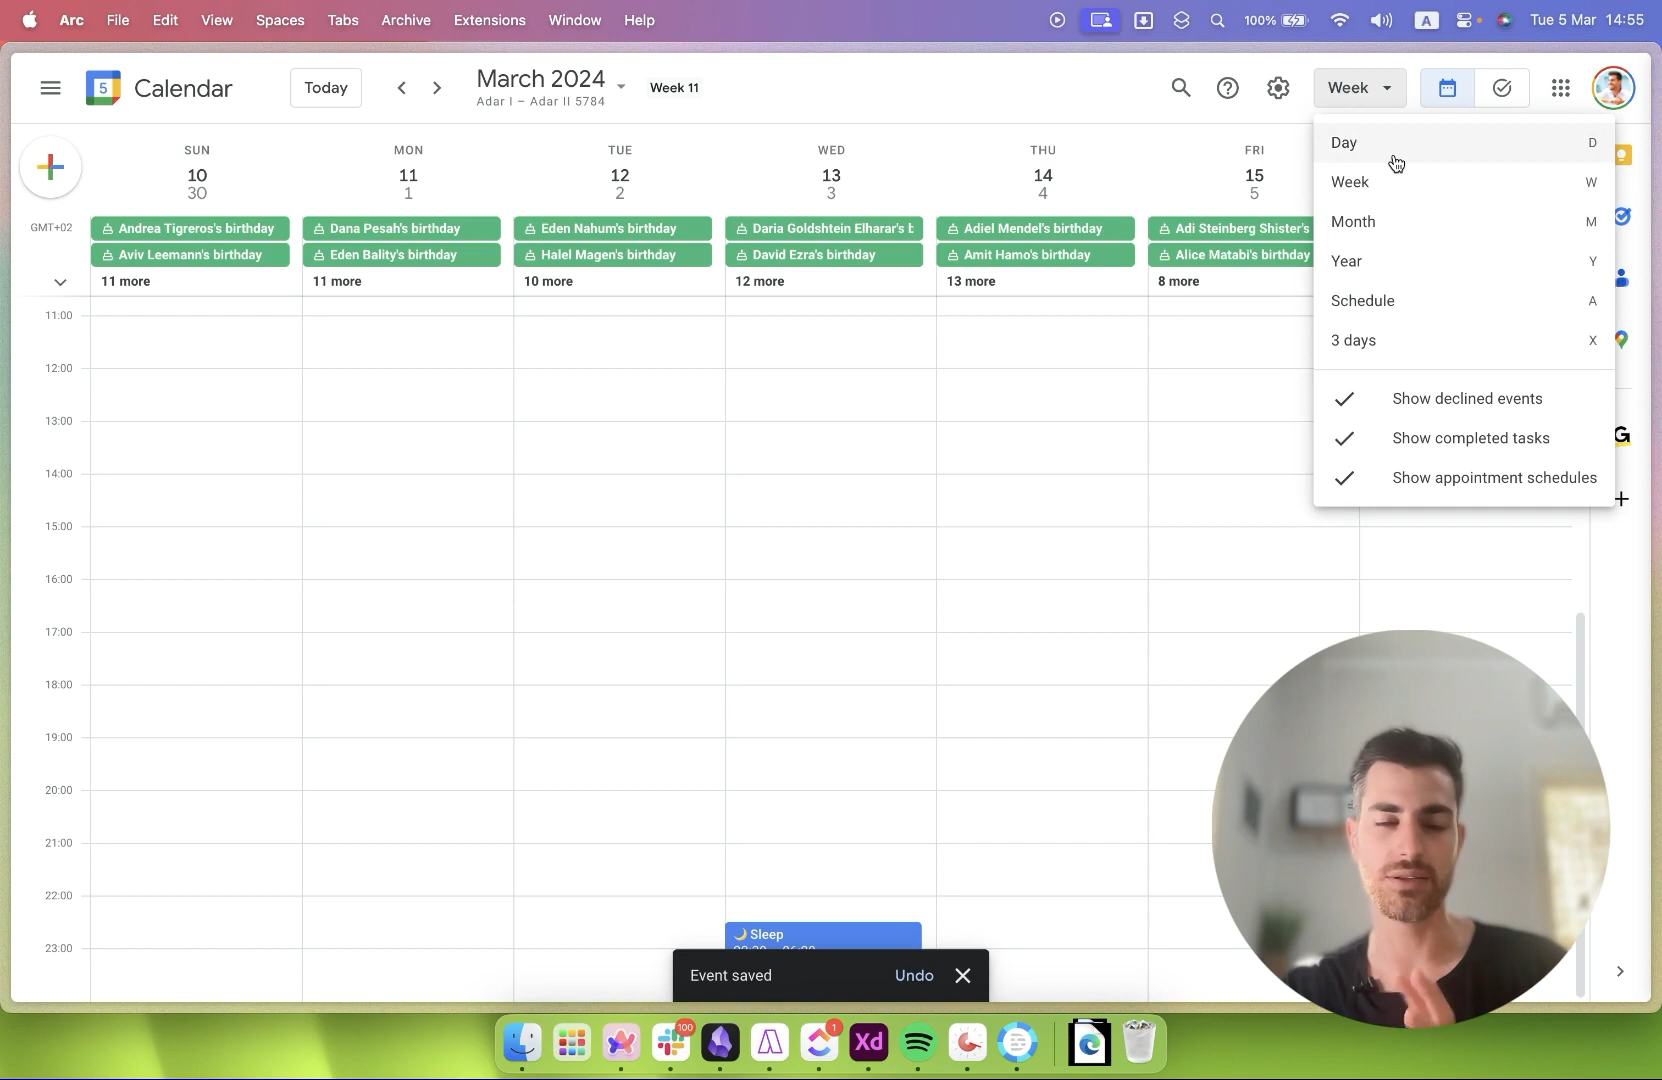 Arc File Edit View Spaces Tabs Archive Extensions Window Help 100% A Tue 5 Mar 14:55
5 Calendar Today March 2024 Week 11 Week
Adar I – Adar II 5784
Day D
Week W
Month M
Year Y
Schedule A
3 days X
Show declined events
Show completed tasks
Show appointment schedules
SUN MON TUE WED THU FRI
10 11 12 13 14 15
30 1 2 3 4 5
GMT+02
Andrea Tigreros's birthday Dana Pesah's birthday Eden Nahum's birthday Daria Goldshtein Elharar's b Adiel Mendel's birthday Adi Steinberg Shister's
Aviv Leemann's birthday Eden Bality's birthday Halel Magen's birthday David Ezra's birthday Amit Hamo's birthday Alice Matabi's birthday
11 more 11 more 10 more 12 more 13 more 8 more
11:00
12:00
13:00
14:00
15:00
16:00
17:00
18:00
19:00
20:00
21:00
22:00
Sleep
23:00
Event saved Undo
100 1 Xd
G